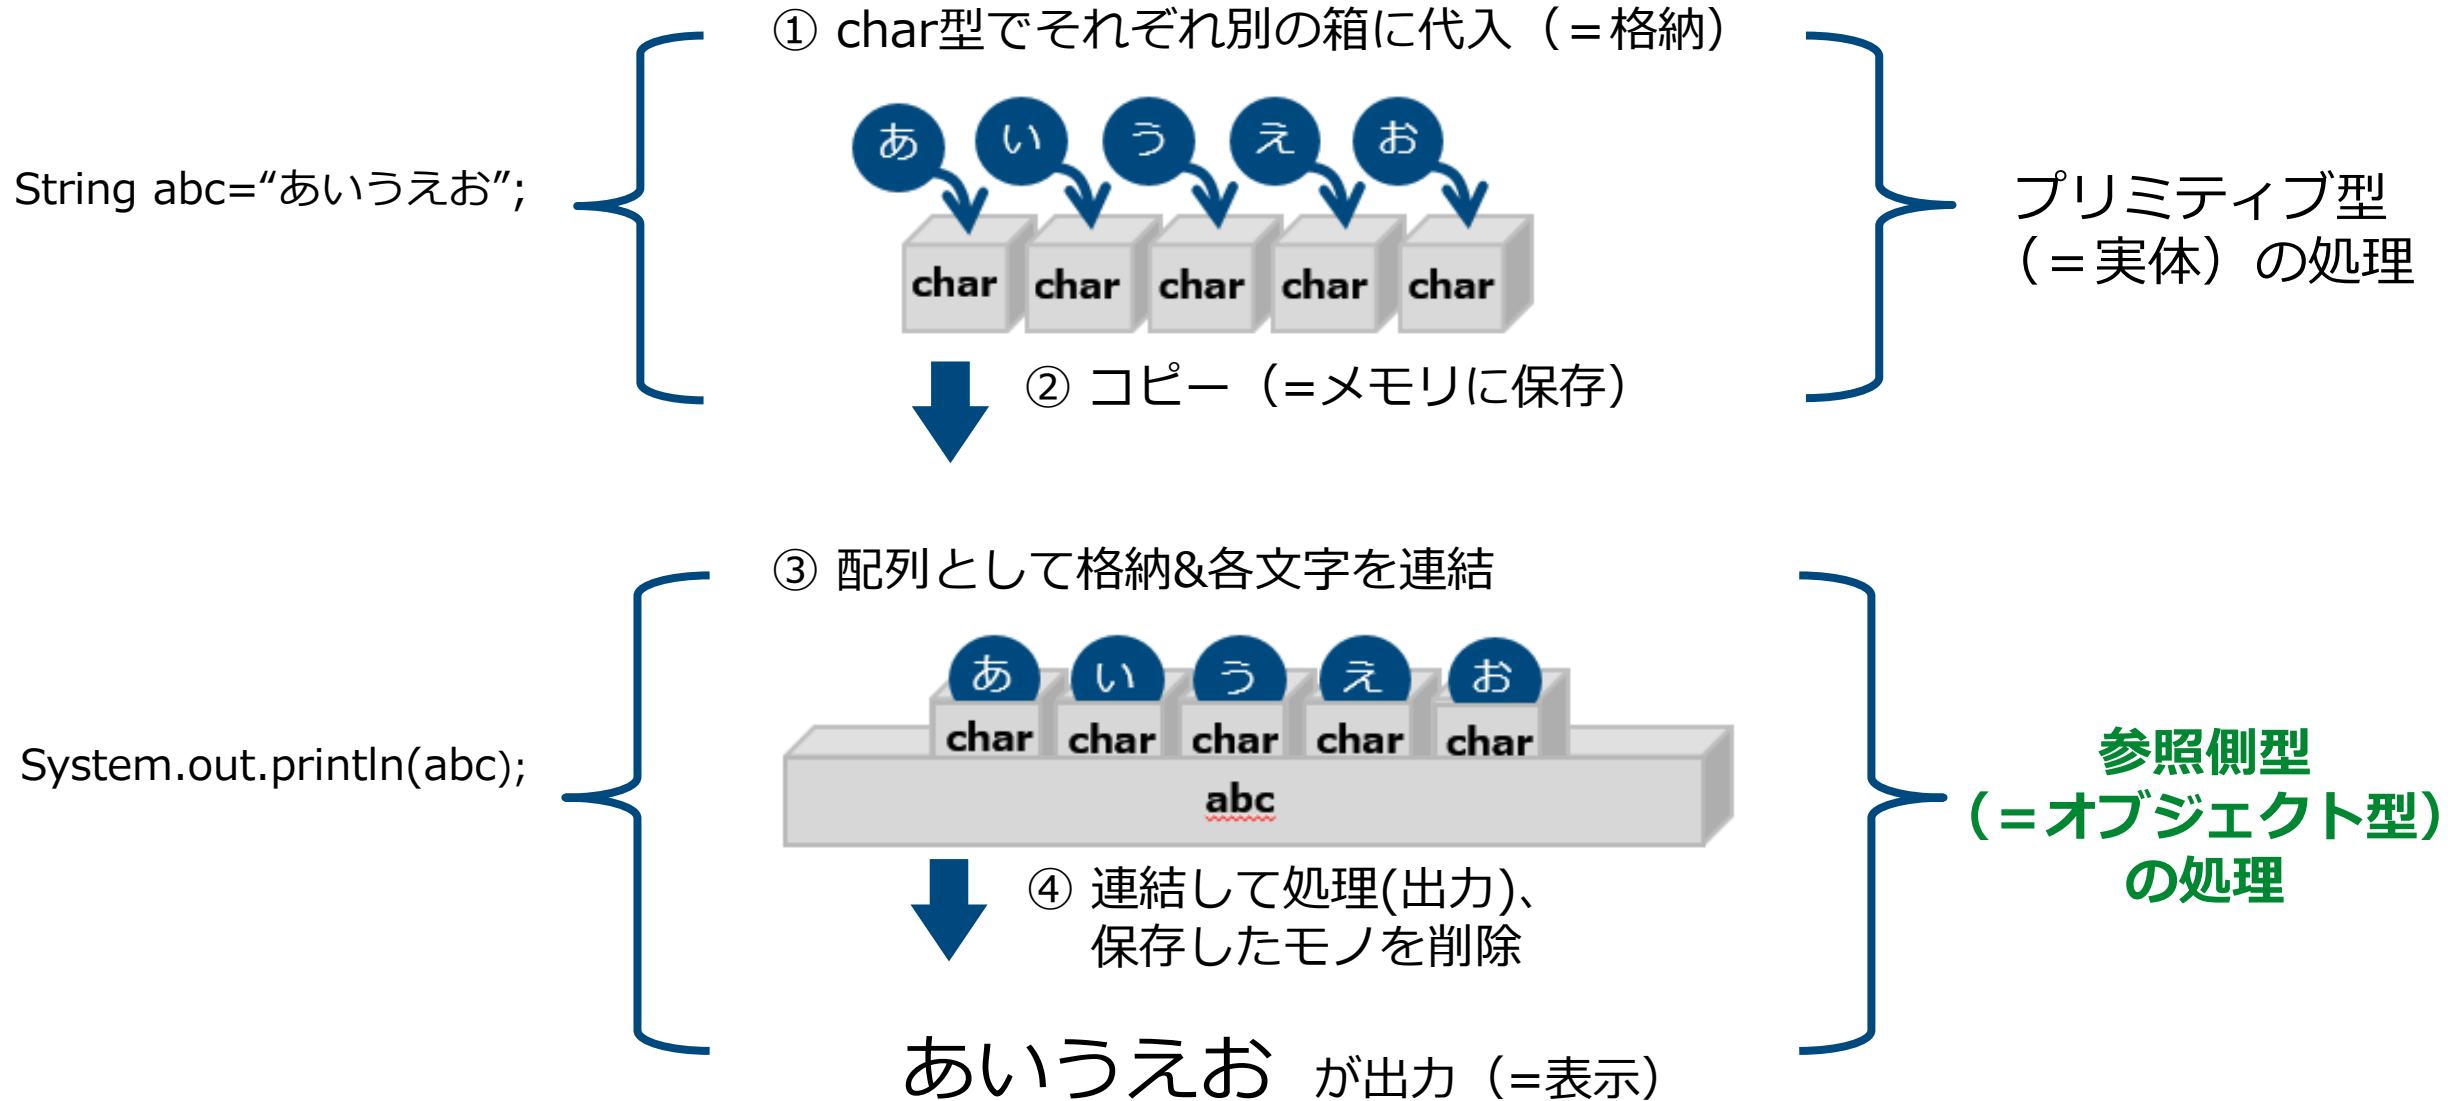 ① char型でそれぞれ別の箱に代入（＝格納）
あ い う え お
char char char char char
String abc=“あいうえお”;
プリミティブ型
（＝実体）の処理
② コピー（=メモリに保存）
③ 配列として格納&各文字を連結
あ い う え お
char char char char char
abc
System.out.println(abc);
参照側型
（=オブジェクト型）
の処理
④ 連結して処理(出力)、
保存したモノを削除
あいうえお が出力（=表示）